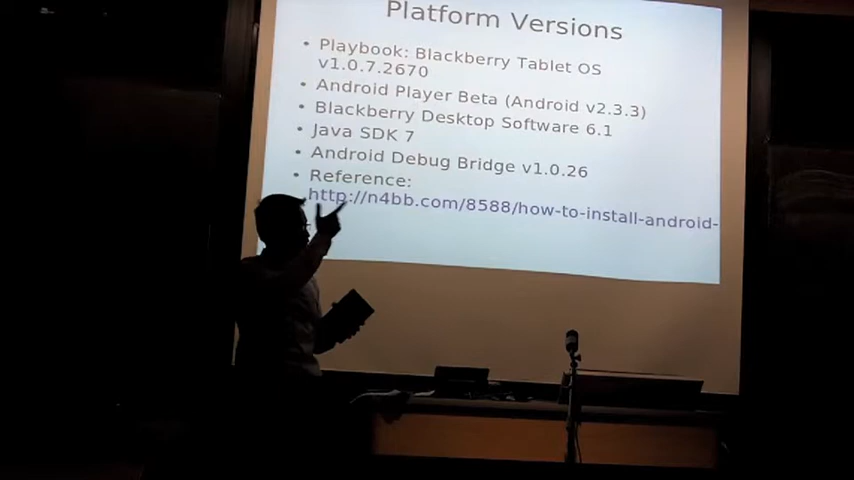 Platform Versions
• Playbook: Blackberry Tablet OS
v1.0.7.2670
• Android Player Beta (Android v2.3.3)
• Blackberry Desktop Software 6.1
• Java SDK 7
• Android Debug Bridge v1.0.26
• Reference:
http://n4bb.com/8588/how-to-install-android-